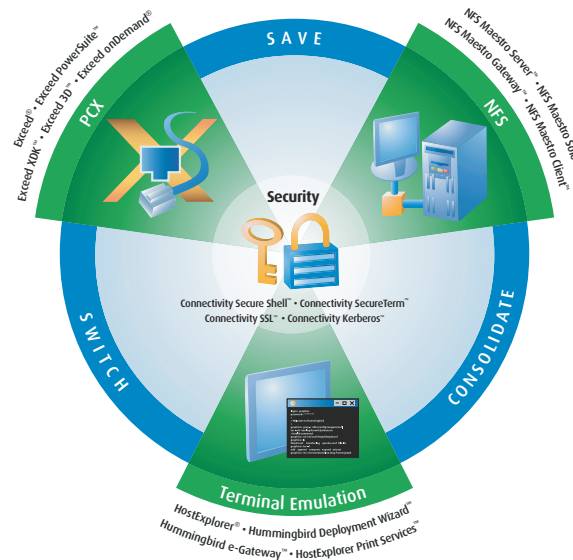 SAVE
Exceed® • Exceed PowerSuite™
Exceed XDK™ • Exceed 3D™ • Exceed onDemand®
PCX
NFS Maestro Server™ • NFS Maestro Solo
NFS Maestro Gateway™ • NFS Maestro Client™
NFS
Security
Connectivity Secure Shell™ • Connectivity SecureTerm™
Connectivity SSL™ • Connectivity Kerberos™
SWITCH
CONSOLIDATE
Terminal Emulation
HostExplorer® • Hummingbird Deployment Wizard™
Hummingbird e-Gateway™ • HostExplorer Print Services™